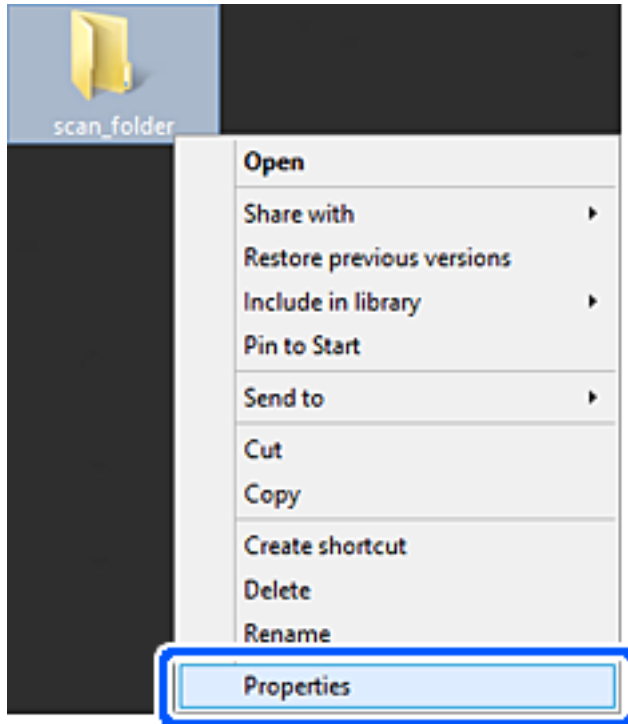 scan_folder
Open
Share with
Restore previous versions
Include in library
Pin to Start
Send to
Cut
Copy
Create shortcut
Delete
Rename
Properties